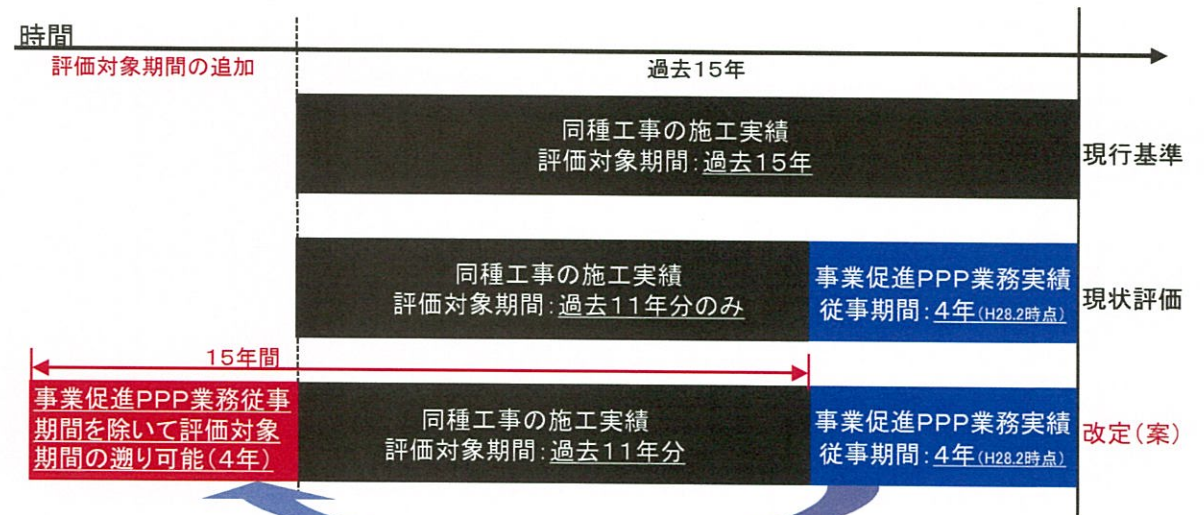 時間
評価対象期間の追加
過去15年
同種工事の施工実績
評価対象期間:過去15年
現行基準
同種工事の施工実績
評価対象期間:過去11年分のみ
事業促進PPP業務実績
従事期間:4年(H28.2時点)
現状評価
15年間
事業促進PPP業務従事
期間を除いて評価対象
期間の遡り可能(4年)
同種工事の施工実績
評価対象期間:過去11年分
事業促進PPP業務実績
従事期間:4年(H28.2時点)
改定(案)